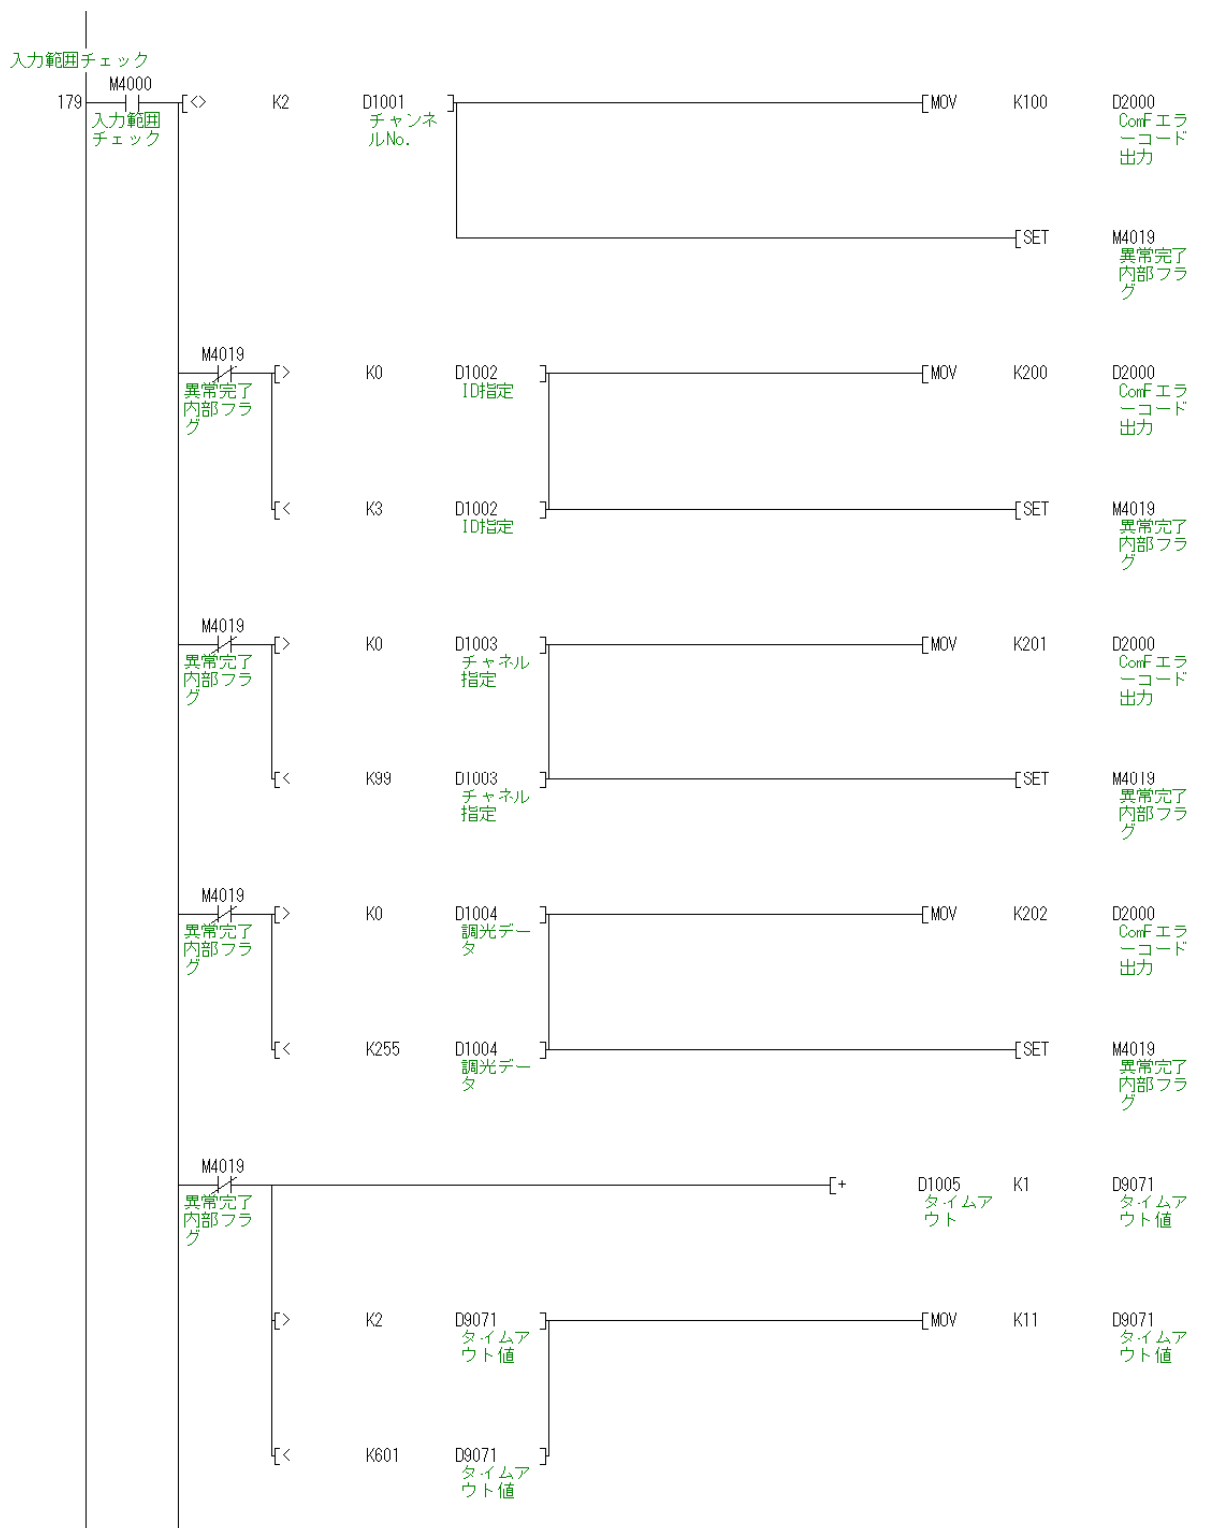 入力範囲チェック
M4000
179 [<> K2 D1001 ] [MOV K100 D2000
入力範囲 チャンネ ComFエラ
チェック ルNo. ーコード
出力
[SET M4019
異常完了
内部フラ
グ
M4019
[> K0 D1002 ] [MOV K200 D2000
異常完了 ID指定 ComFエラ
内部フラ ーコード
グ 出力
[< K3 D1002 ] [SET M4019
ID指定 異常完了
内部フラ
グ
M4019
[> K0 D1003 ] [MOV K201 D2000
異常完了 チャネル ComFエラ
内部フラ 指定 ーコード
グ 出力
[< K99 D1003 ] [SET M4019
チャネル 異常完了
指定 内部フラ
グ
M4019
[> K0 D1004 ] [MOV K202 D2000
異常完了 調光デー ComFエラ
内部フラ タ ーコード
グ 出力
[< K255 D1004 ] [SET M4019
調光デー 異常完了
タ 内部フラ
グ
M4019
[+ D1005 K1 D9071
異常完了 タイムア タイムア
内部フラ ウト ウト値
グ
[> K2 D9071 ] [MOV K11 D9071
タイムア タイムア
ウト値 ウト値
[< K601 D9071 ]
タイムア
ウト値